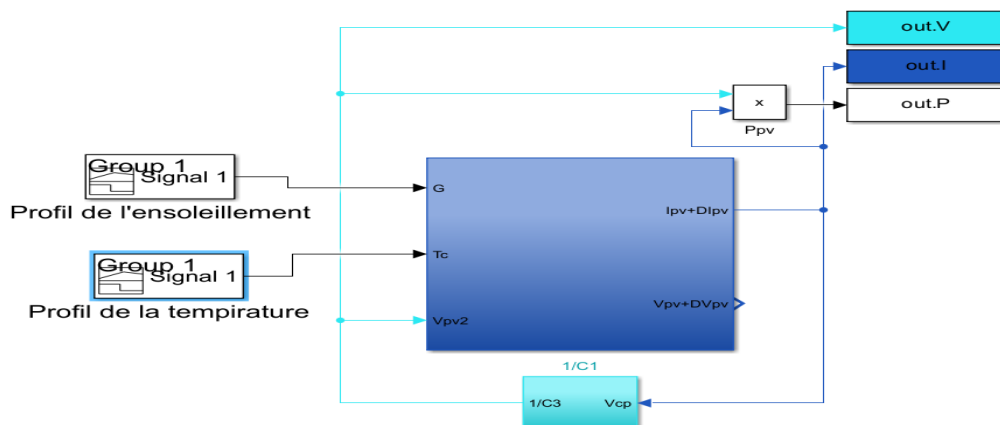 out.V
out.I
x
out.P
Ppv
Group 1
Signal 1
Profil de l'ensoleillement
G
Ipv+DIpv
Group 1
Signal 1
Tc
Profil de la tempirature
Vpv+DVpv
Vpv2
1/C1
1/C3
Vcp